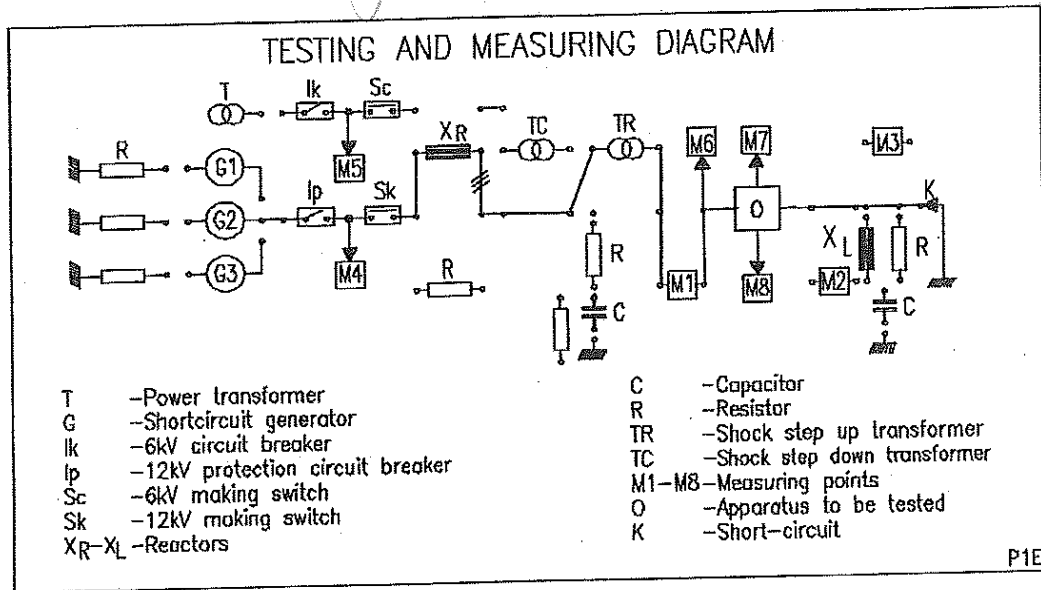 TESTING AND MEASURING DIAGRAM
T Ik Sc
XR TC TR
M6 M7 M3
R G1 M5
Ip Sk K
G2 O
R XL R
G3 M4 R M1 M8 M2
C C
T -Power transformer
G -Shortcircuit generator
Ik -6kV circuit breaker
Ip -12kV protection circuit breaker
Sc -6kV making switch
Sk -12kV making switch
XR-XL -Reactors
C -Capacitor
R -Resistor
TR -Shock step up transformer
TC -Shock step down transformer
M1-M8-Measuring points
O -Apparatus to be tested
K -Short-circuit
P1E